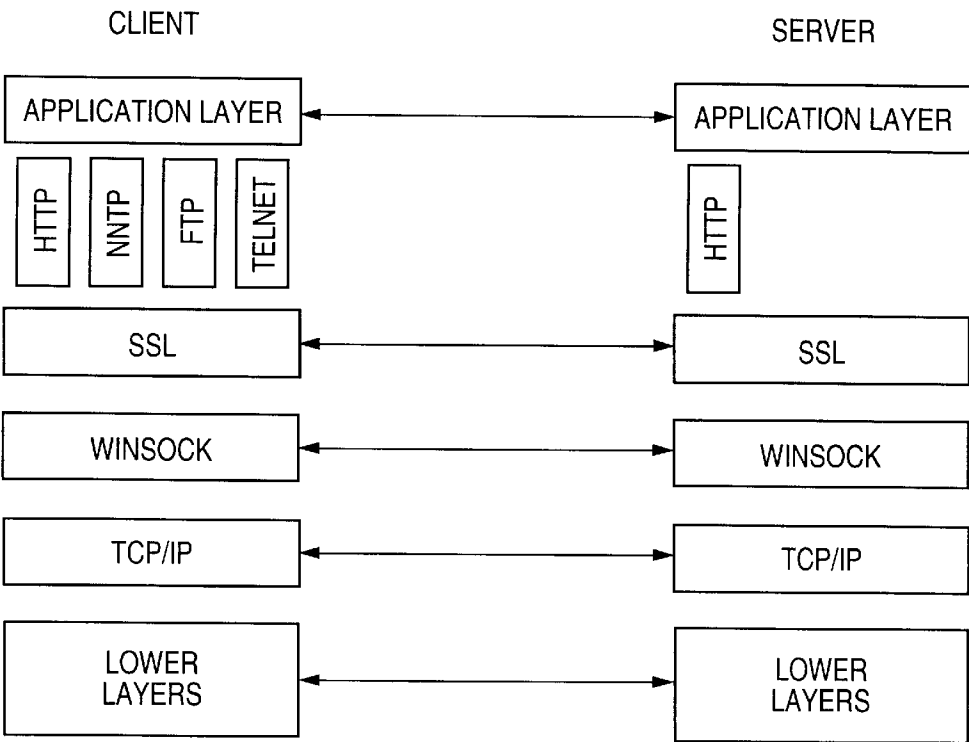 CLIENT
SERVER
APPLICATION LAYER
APPLICATION LAYER
HTTP
NNTP
FTP
TELNET
HTTP
SSL
SSL
WINSOCK
WINSOCK
TCP/IP
TCP/IP
LOWER
LAYERS
LOWER
LAYERS